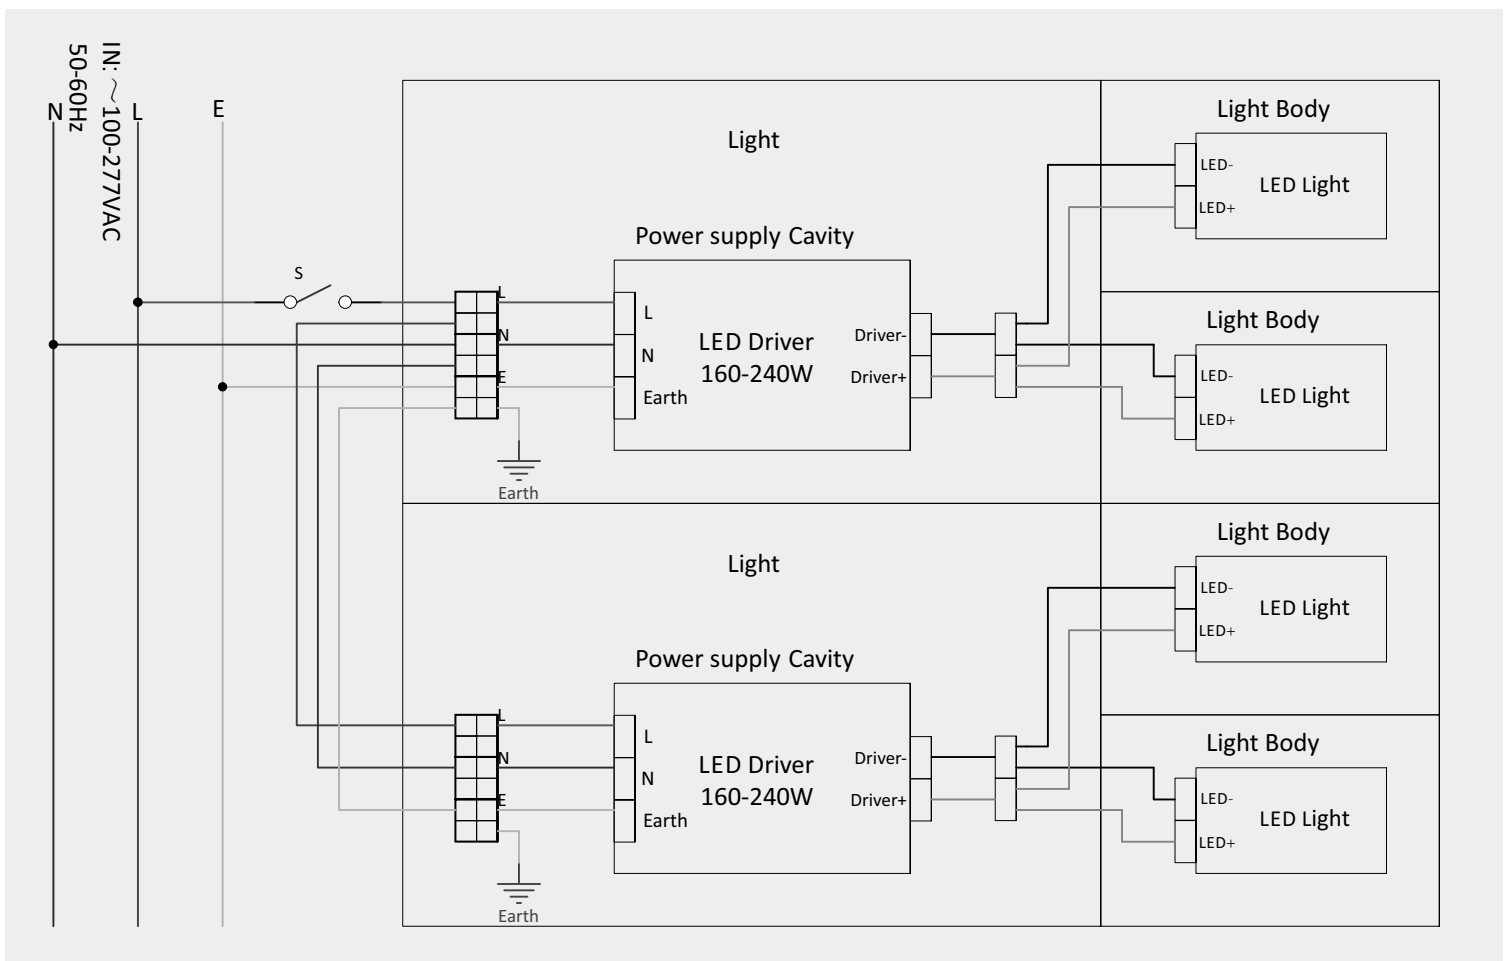 IN: ～100-277VAC
50-60Hz
N
L
E
Light
Light Body
LED-
LED Light
LED+
Power supply Cavity
S
L
N
E
L
N
Earth
LED Driver
160-240W
Driver-
Driver+
Light Body
LED-
LED Light
LED+
Earth
Light
Light Body
LED-
LED Light
LED+
Power supply Cavity
L
N
E
L
N
Earth
LED Driver
160-240W
Driver-
Driver+
Light Body
LED-
LED Light
LED+
Earth